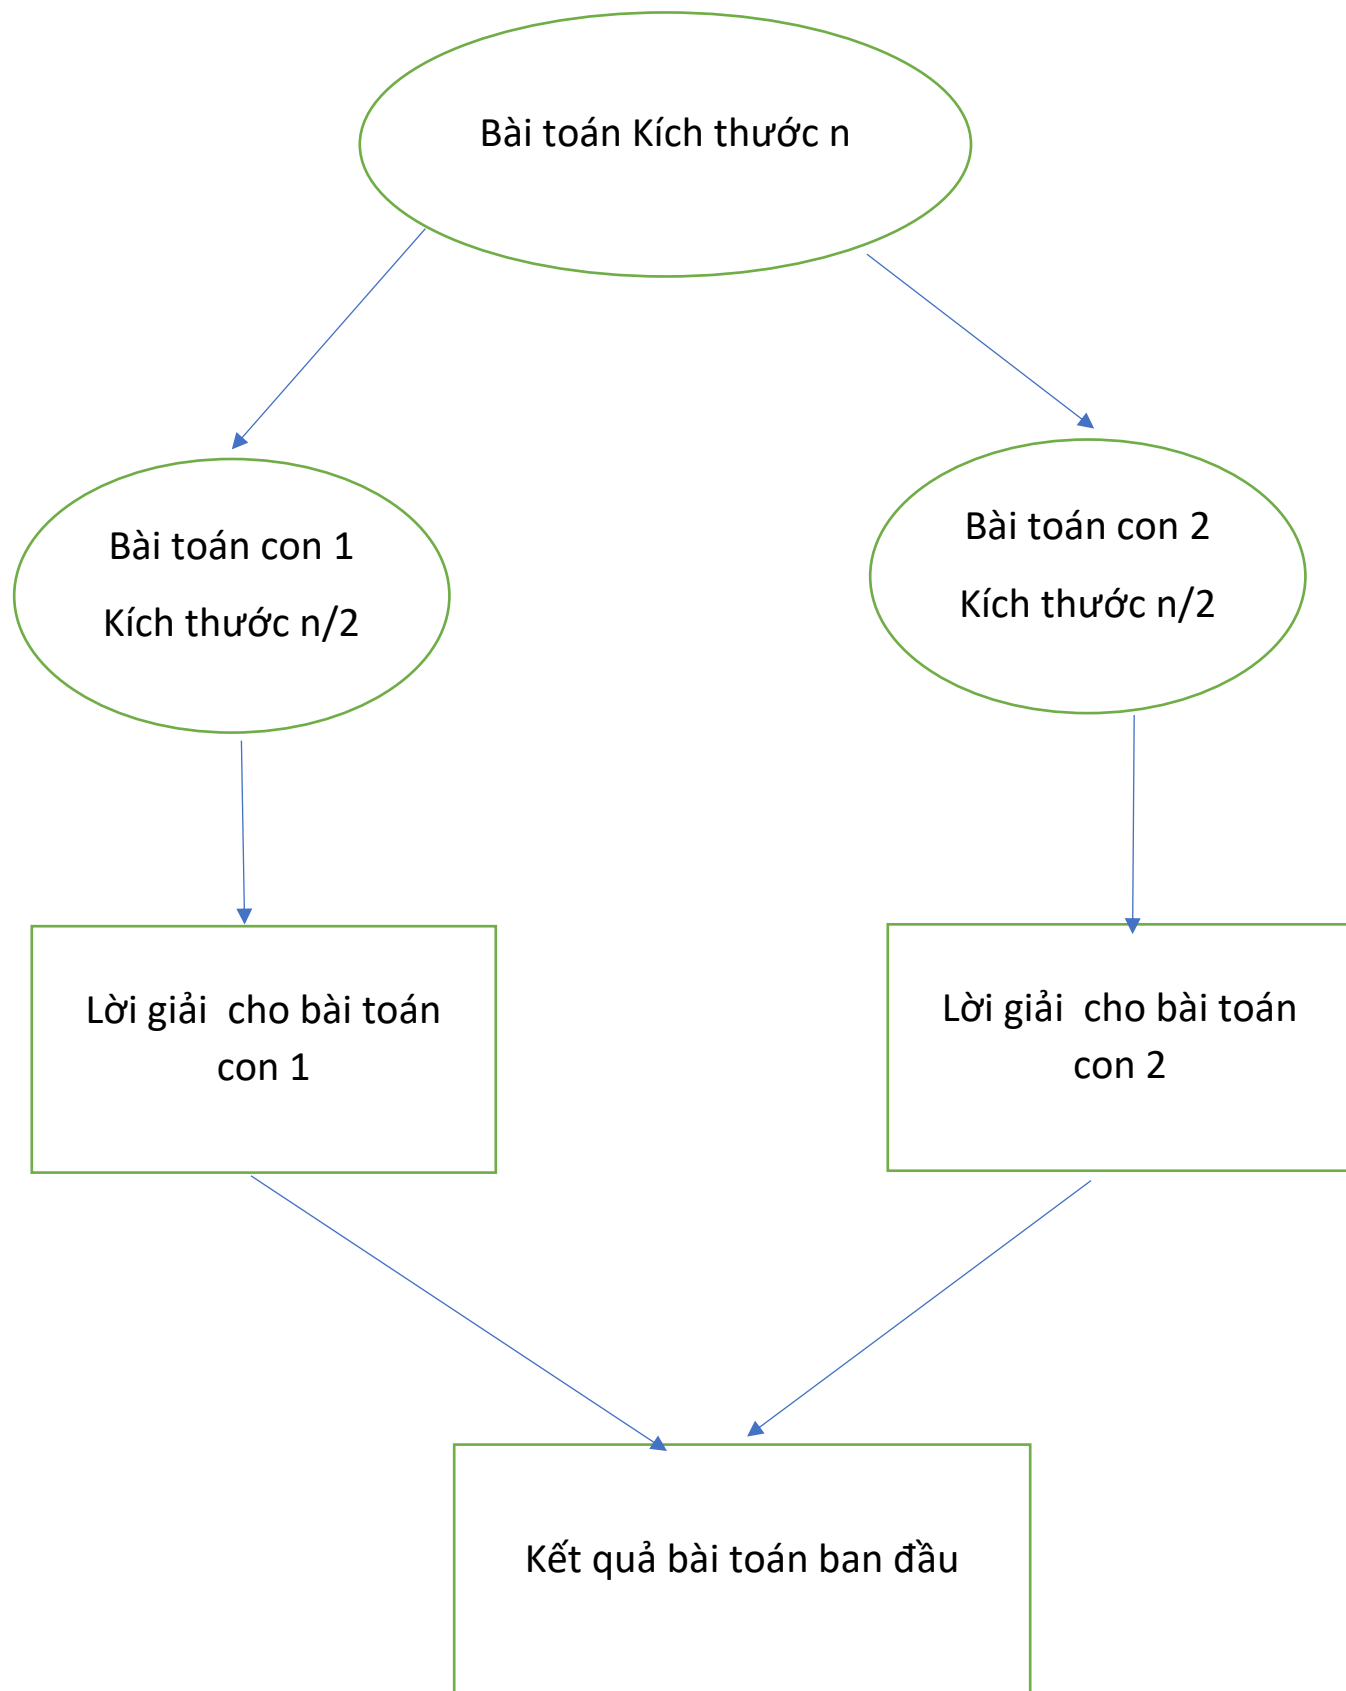 Bài toán Kích thước n
Bài toán con 1
Kích thước n/2
Bài toán con 2
Kích thước n/2
Lời giải  cho bài toán
con 1
Lời giải  cho bài toán
con 2
Kết quả bài toán ban đầu